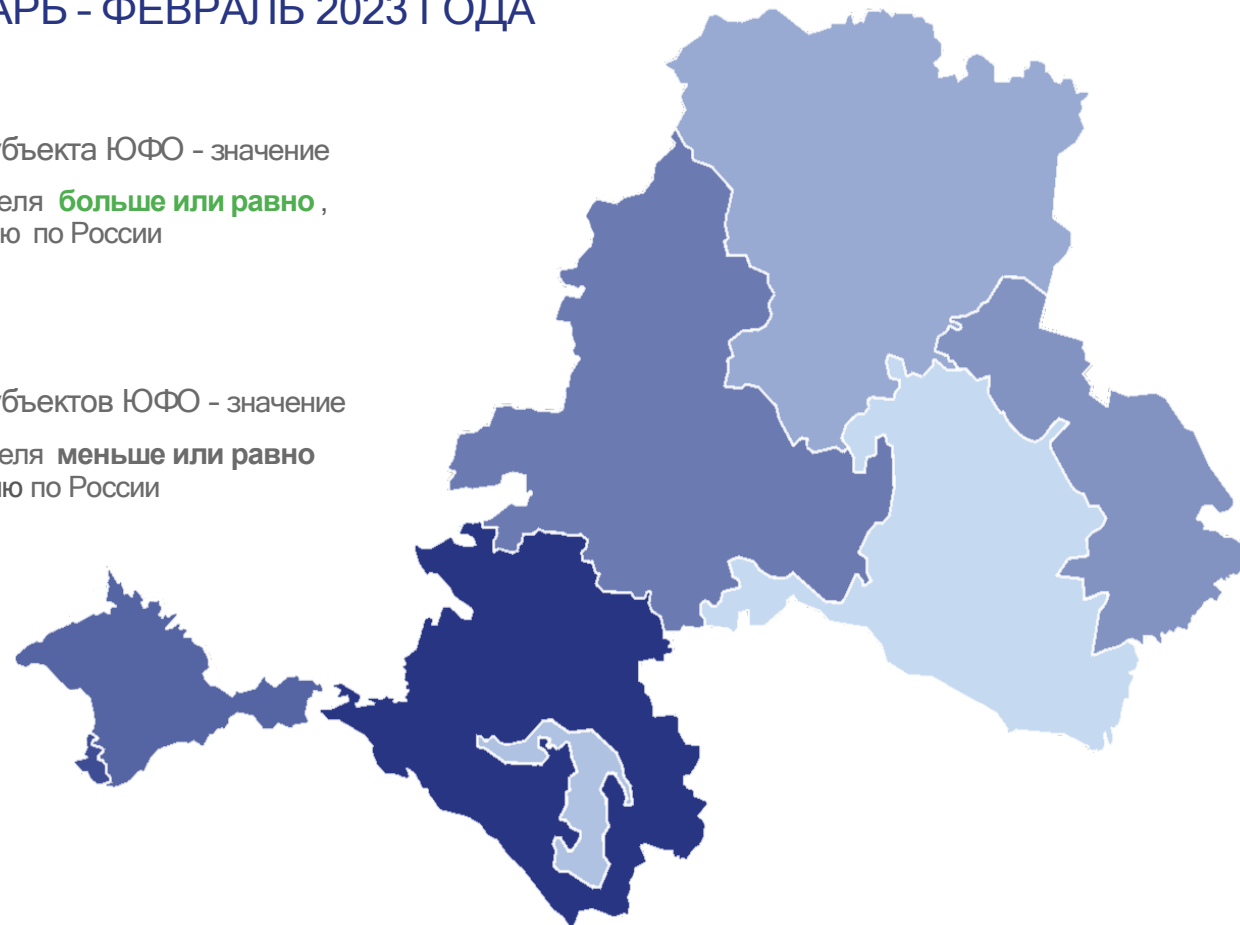 АРЬ - ФЕВРАЛЬ 2023 ГОДА
убъекта ЮФО - значение
еля больше или равно ,
ю по России
убъектов ЮФО - значение
еля меньше или равно
ию по России